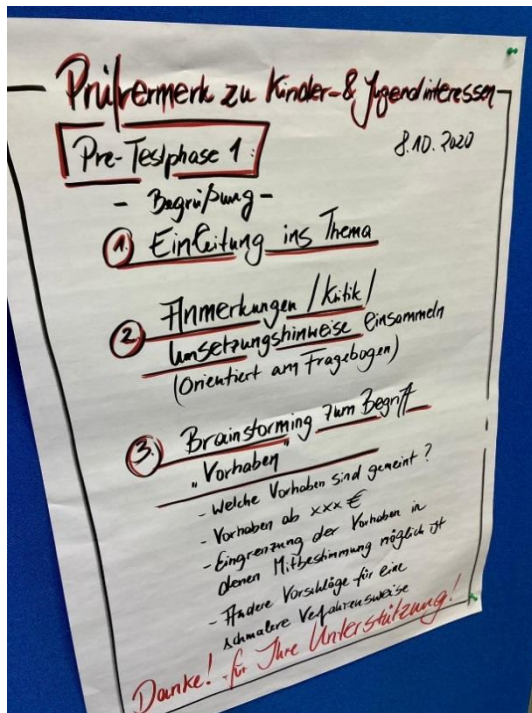 Prüfvermerk zu Kinder-& Jugendinteressen
8.10.2020
Pre-Testphase 1:
- Begrüßung -
1. Einleitung ins Thema
2 Anmerkungen / Kritik /
Umsetzungshinweise einsammeln
(Orientiert am Fragebogen)
3. Brainstorming zum Begriff
"Vorhaben"
- Welche Vorhaben sind gemeint?
- Vorhaben ab xxx €
- Eingrenzung der Vorhaben in
denen Mitbestimmung möglich ist
- Andere Vorschläge für eine
schmalere Verfahrensweise
Danke! für Ihre Unterstützung!